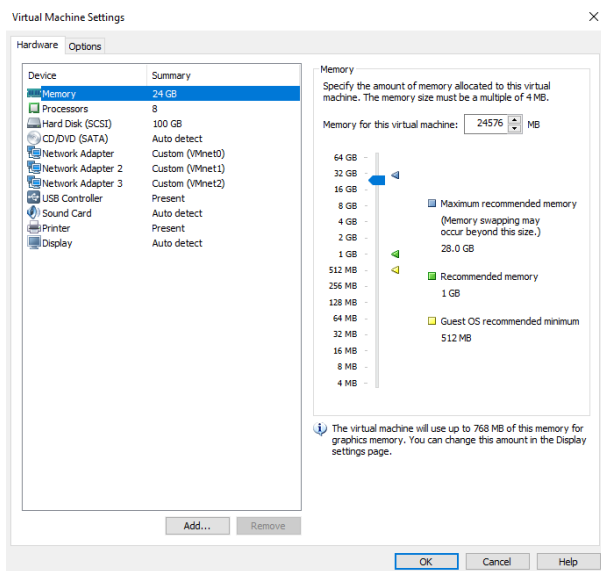 Virtual Machine Settings
Hardware Options
Device Summary
Memory 24 GB
Processors 8
Hard Disk (SCSI) 100 GB
CD/DVD (SATA) Auto detect
Network Adapter Custom (VMnet0)
Network Adapter 2 Custom (VMnet1)
Network Adapter 3 Custom (VMnet2)
USB Controller Present
Sound Card Auto detect
Printer Present
Display Auto detect
Add... Remove
Memory
Specify the amount of memory allocated to this virtual
machine. The memory size must be a multiple of 4 MB.
Memory for this virtual machine: 24576 MB
64 GB
32 GB
16 GB
8 GB
4 GB
2 GB
1 GB
512 MB
256 MB
128 MB
64 MB
32 MB
16 MB
8 MB
4 MB
Maximum recommended memory
(Memory swapping may
occur beyond this size.)
28.0 GB
Recommended memory
1 GB
Guest OS recommended minimum
512 MB
The virtual machine will use up to 768 MB of this memory for
graphics memory. You can change this amount in the Display
settings page.
OK Cancel Help